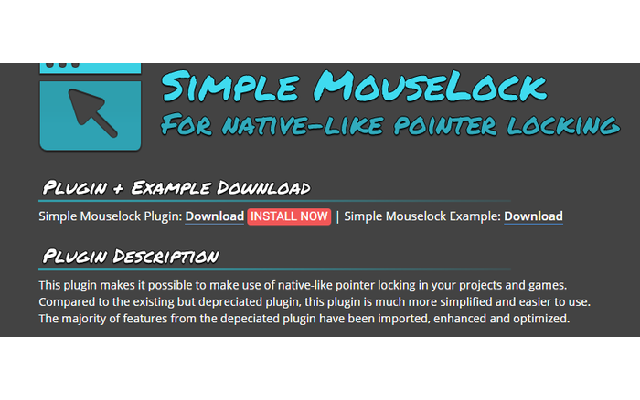 Simple MouseLock
For native-like pointer locking
Plugin + Example Download
Simple Mouselock Plugin: Download INSTALL NOW | Simple Mouselock Example: Download
Plugin Description
This plugin makes it possible to make use of native-like pointer locking in your projects and games.
Compared to the existing but depreciated plugin, this plugin is much more simplified and easier to use.
The majority of features from the depeciated plugin have been imported, enhanced and optimized.